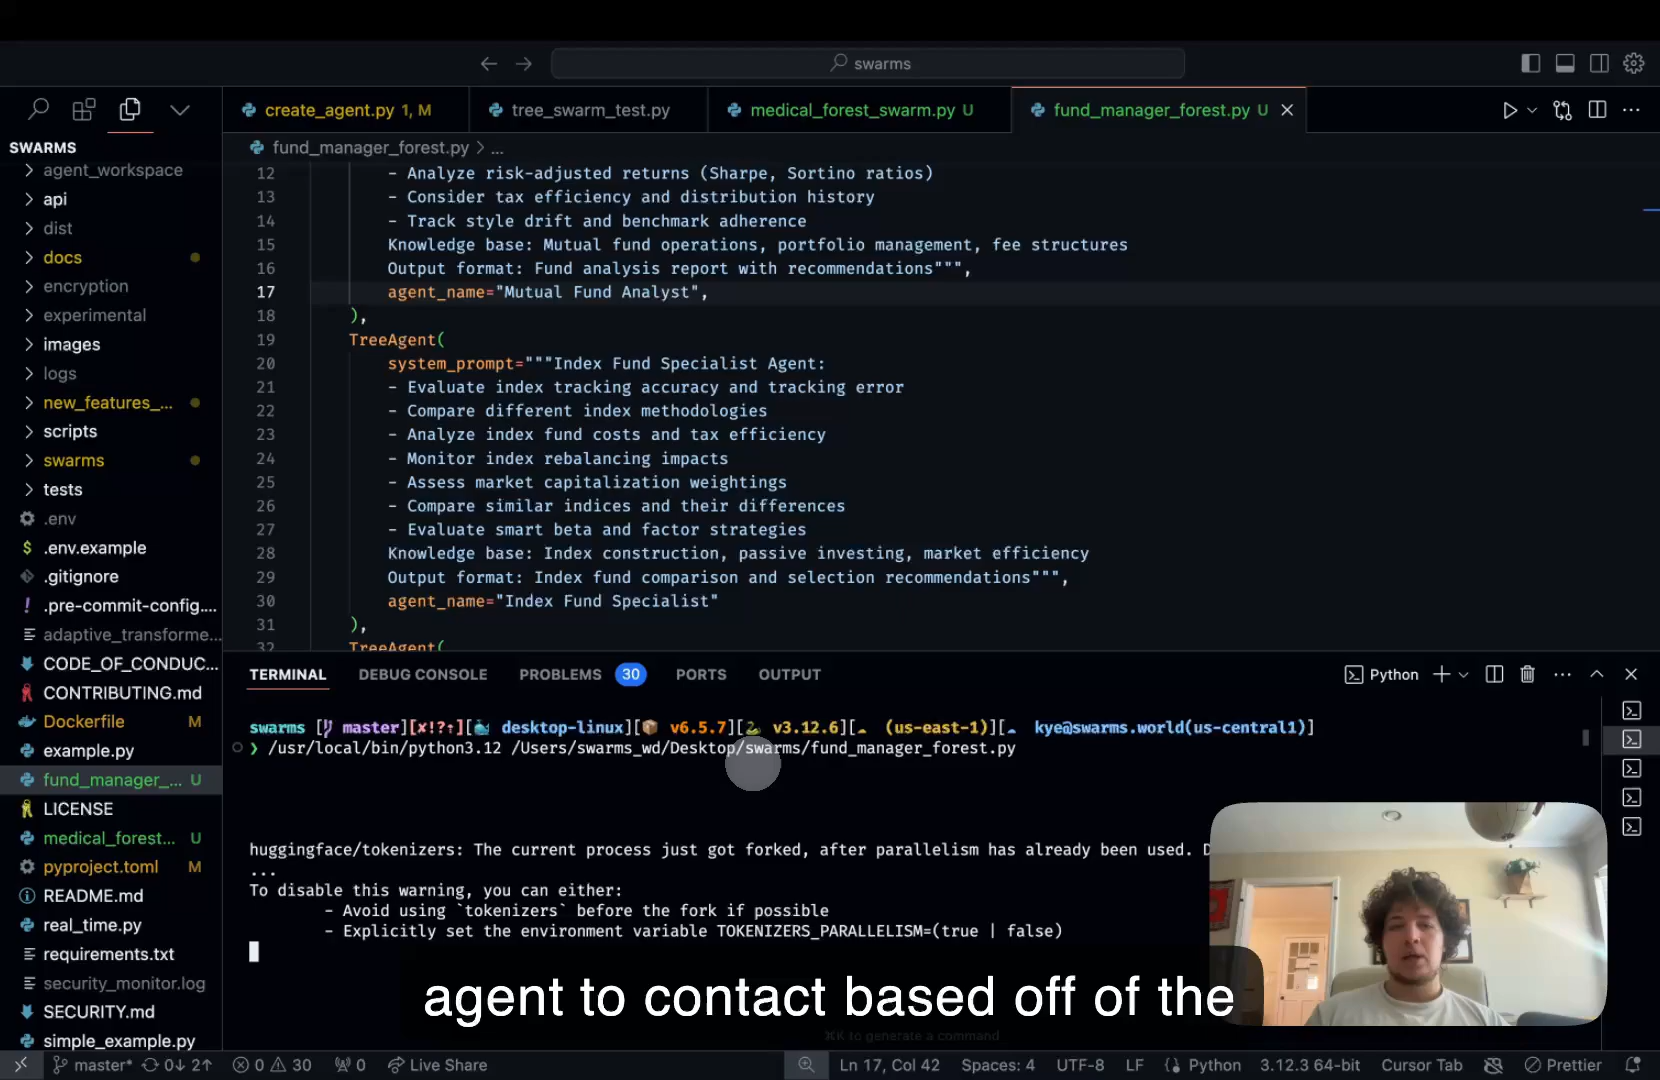 swarms
create_agent.py 1, M
tree_swarm_test.py
medical_forest_swarm.py U
fund_manager_forest.py U
SWARMS
agent_workspace
api
dist
docs
encryption
experimental
images
logs
new_features_...
scripts
swarms
tests
.env
.env.example
.gitignore
.pre-commit-config....
adaptive_transforme...
CODE_OF_CONDUC...
CONTRIBUTING.md
Dockerfile M
example.py
fund_manager_... U
LICENSE
medical_forest... U
pyproject.toml M
README.md
real_time.py
requirements.txt
security_monitor.log
SECURITY.md
simple_example.py
fund_manager_forest.py > ...
12 - Analyze risk-adjusted returns (Sharpe, Sortino ratios)
13 - Consider tax efficiency and distribution history
14 - Track style drift and benchmark adherence
15 Knowledge base: Mutual fund operations, portfolio management, fee structures
16 Output format: Fund analysis report with recommendations""",
17 agent_name="Mutual Fund Analyst",
18 ),
19 TreeAgent(
20 system_prompt="""Index Fund Specialist Agent:
21 - Evaluate index tracking accuracy and tracking error
22 - Compare different index methodologies
23 - Analyze index fund costs and tax efficiency
24 - Monitor index rebalancing impacts
25 - Assess market capitalization weightings
26 - Compare similar indices and their differences
27 - Evaluate smart beta and factor strategies
28 Knowledge base: Index construction, passive investing, market efficiency
29 Output format: Index fund comparison and selection recommendations""",
30 agent_name="Index Fund Specialist"
31 ),
32 TreeAgent(
TERMINAL DEBUG CONSOLE PROBLEMS 30 PORTS OUTPUT
Python
swarms [ master][x!?⇡][ desktop-linux][ v6.5.7][ v3.12.6][ (us-east-1)][ kye@swarms.world(us-central1)]
❯ /usr/local/bin/python3.12 /Users/swarms_wd/Desktop/swarms/fund_manager_forest.py
huggingface/tokenizers: The current process just got forked, after parallelism has already been used. D
...
To disable this warning, you can either:
- Avoid using `tokenizers` before the fork if possible
- Explicitly set the environment variable TOKENIZERS_PARALLELISM=(true | false)
agent to contact based off of the
⌘K to generate a command
master* 0↓ 2↑ 0 30 0 Live Share
Ln 17, Col 42 Spaces: 4 UTF-8 LF Python 3.12.3 64-bit Cursor Tab Prettier